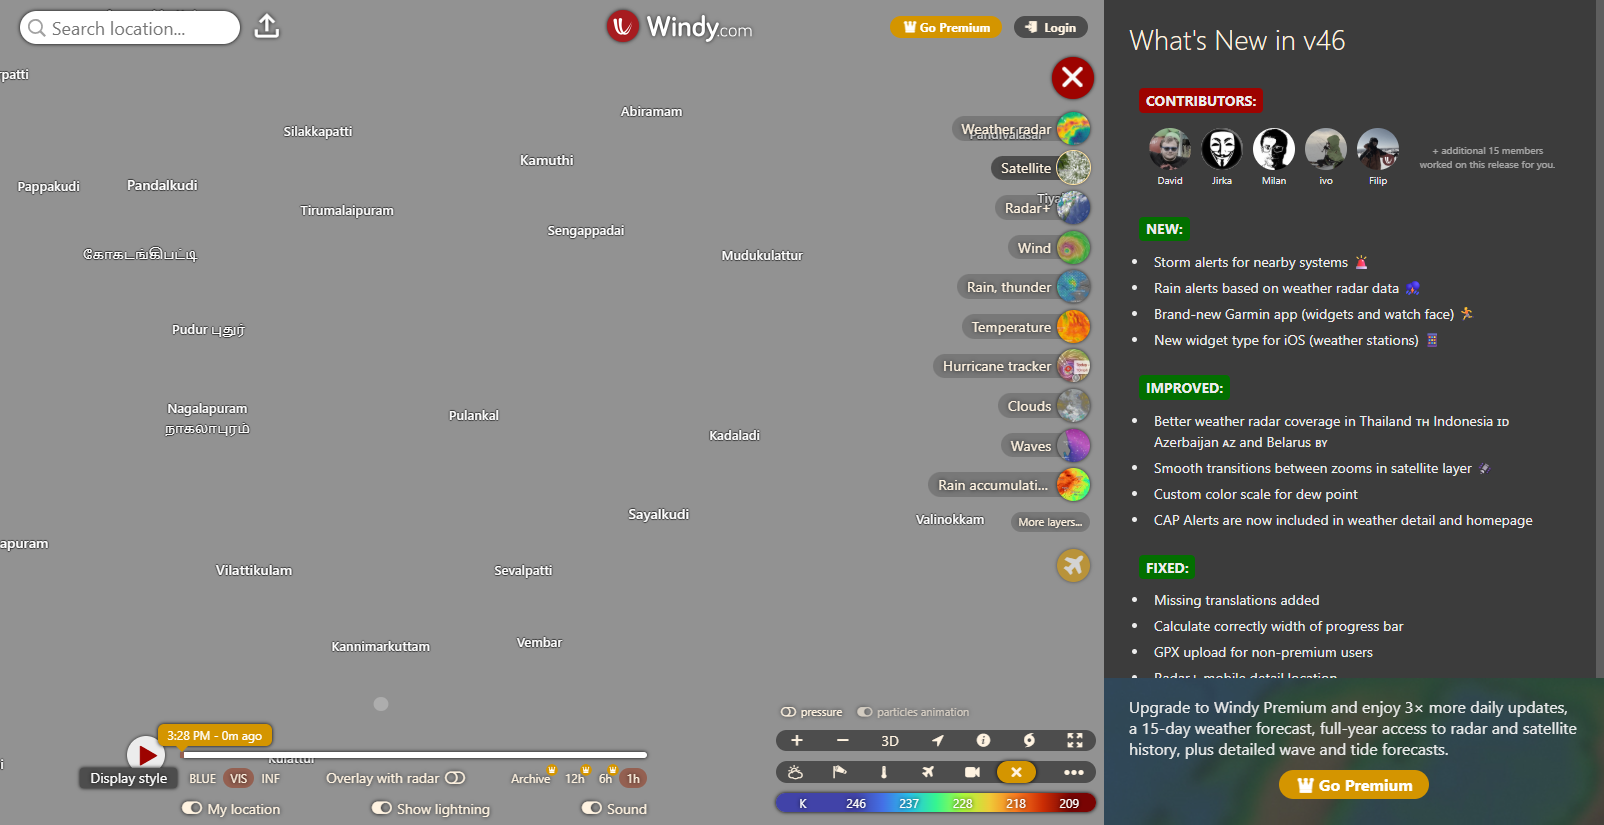 Search location...
Windy.com
Go Premium
Login
Abiramam
Silakkapatti
Kamuthi
Pappakudi
Pandalkudi
Tirumalaipuram
Sengappadai
கோகடங்கிபட்டி
Mudukulattur
Pudur புதூர்
Nagalapuram
நாகலாபுரம்
Pulankal
Kadaladi
Sayalkudi
Valinokkam
apuram
Vilattikulam
Sevalpatti
Kannimarkuttam
Vembar
Weather radar
Satellite
Radar+
Wind
Rain, thunder
Temperature
Hurricane tracker
Clouds
Waves
Rain accumulati...
More layers...
pressure
particles animation
3D
K 246 237 228 218 209
3:28 PM - 0m ago
Display style
BLUE VIS INF
Overlay with radar
Archive 12h 6h 1h
My location
Show lightning
Sound
What's New in v46
CONTRIBUTORS:
David Jirka Milan ivo Filip
+ additional 15 members
worked on this release for you.
NEW:
Storm alerts for nearby systems
Rain alerts based on weather radar data
Brand-new Garmin app (widgets and watch face)
New widget type for iOS (weather stations)
IMPROVED:
Better weather radar coverage in Thailand TH Indonesia ID
Azerbaijan AZ and Belarus BY
Smooth transitions between zooms in satellite layer
Custom color scale for dew point
CAP Alerts are now included in weather detail and homepage
FIXED:
Missing translations added
Calculate correctly width of progress bar
GPX upload for non-premium users
Radar+ mobile detail location
Upgrade to Windy Premium and enjoy 3× more daily updates,
a 15-day weather forecast, full-year access to radar and satellite
history, plus detailed wave and tide forecasts.
Go Premium